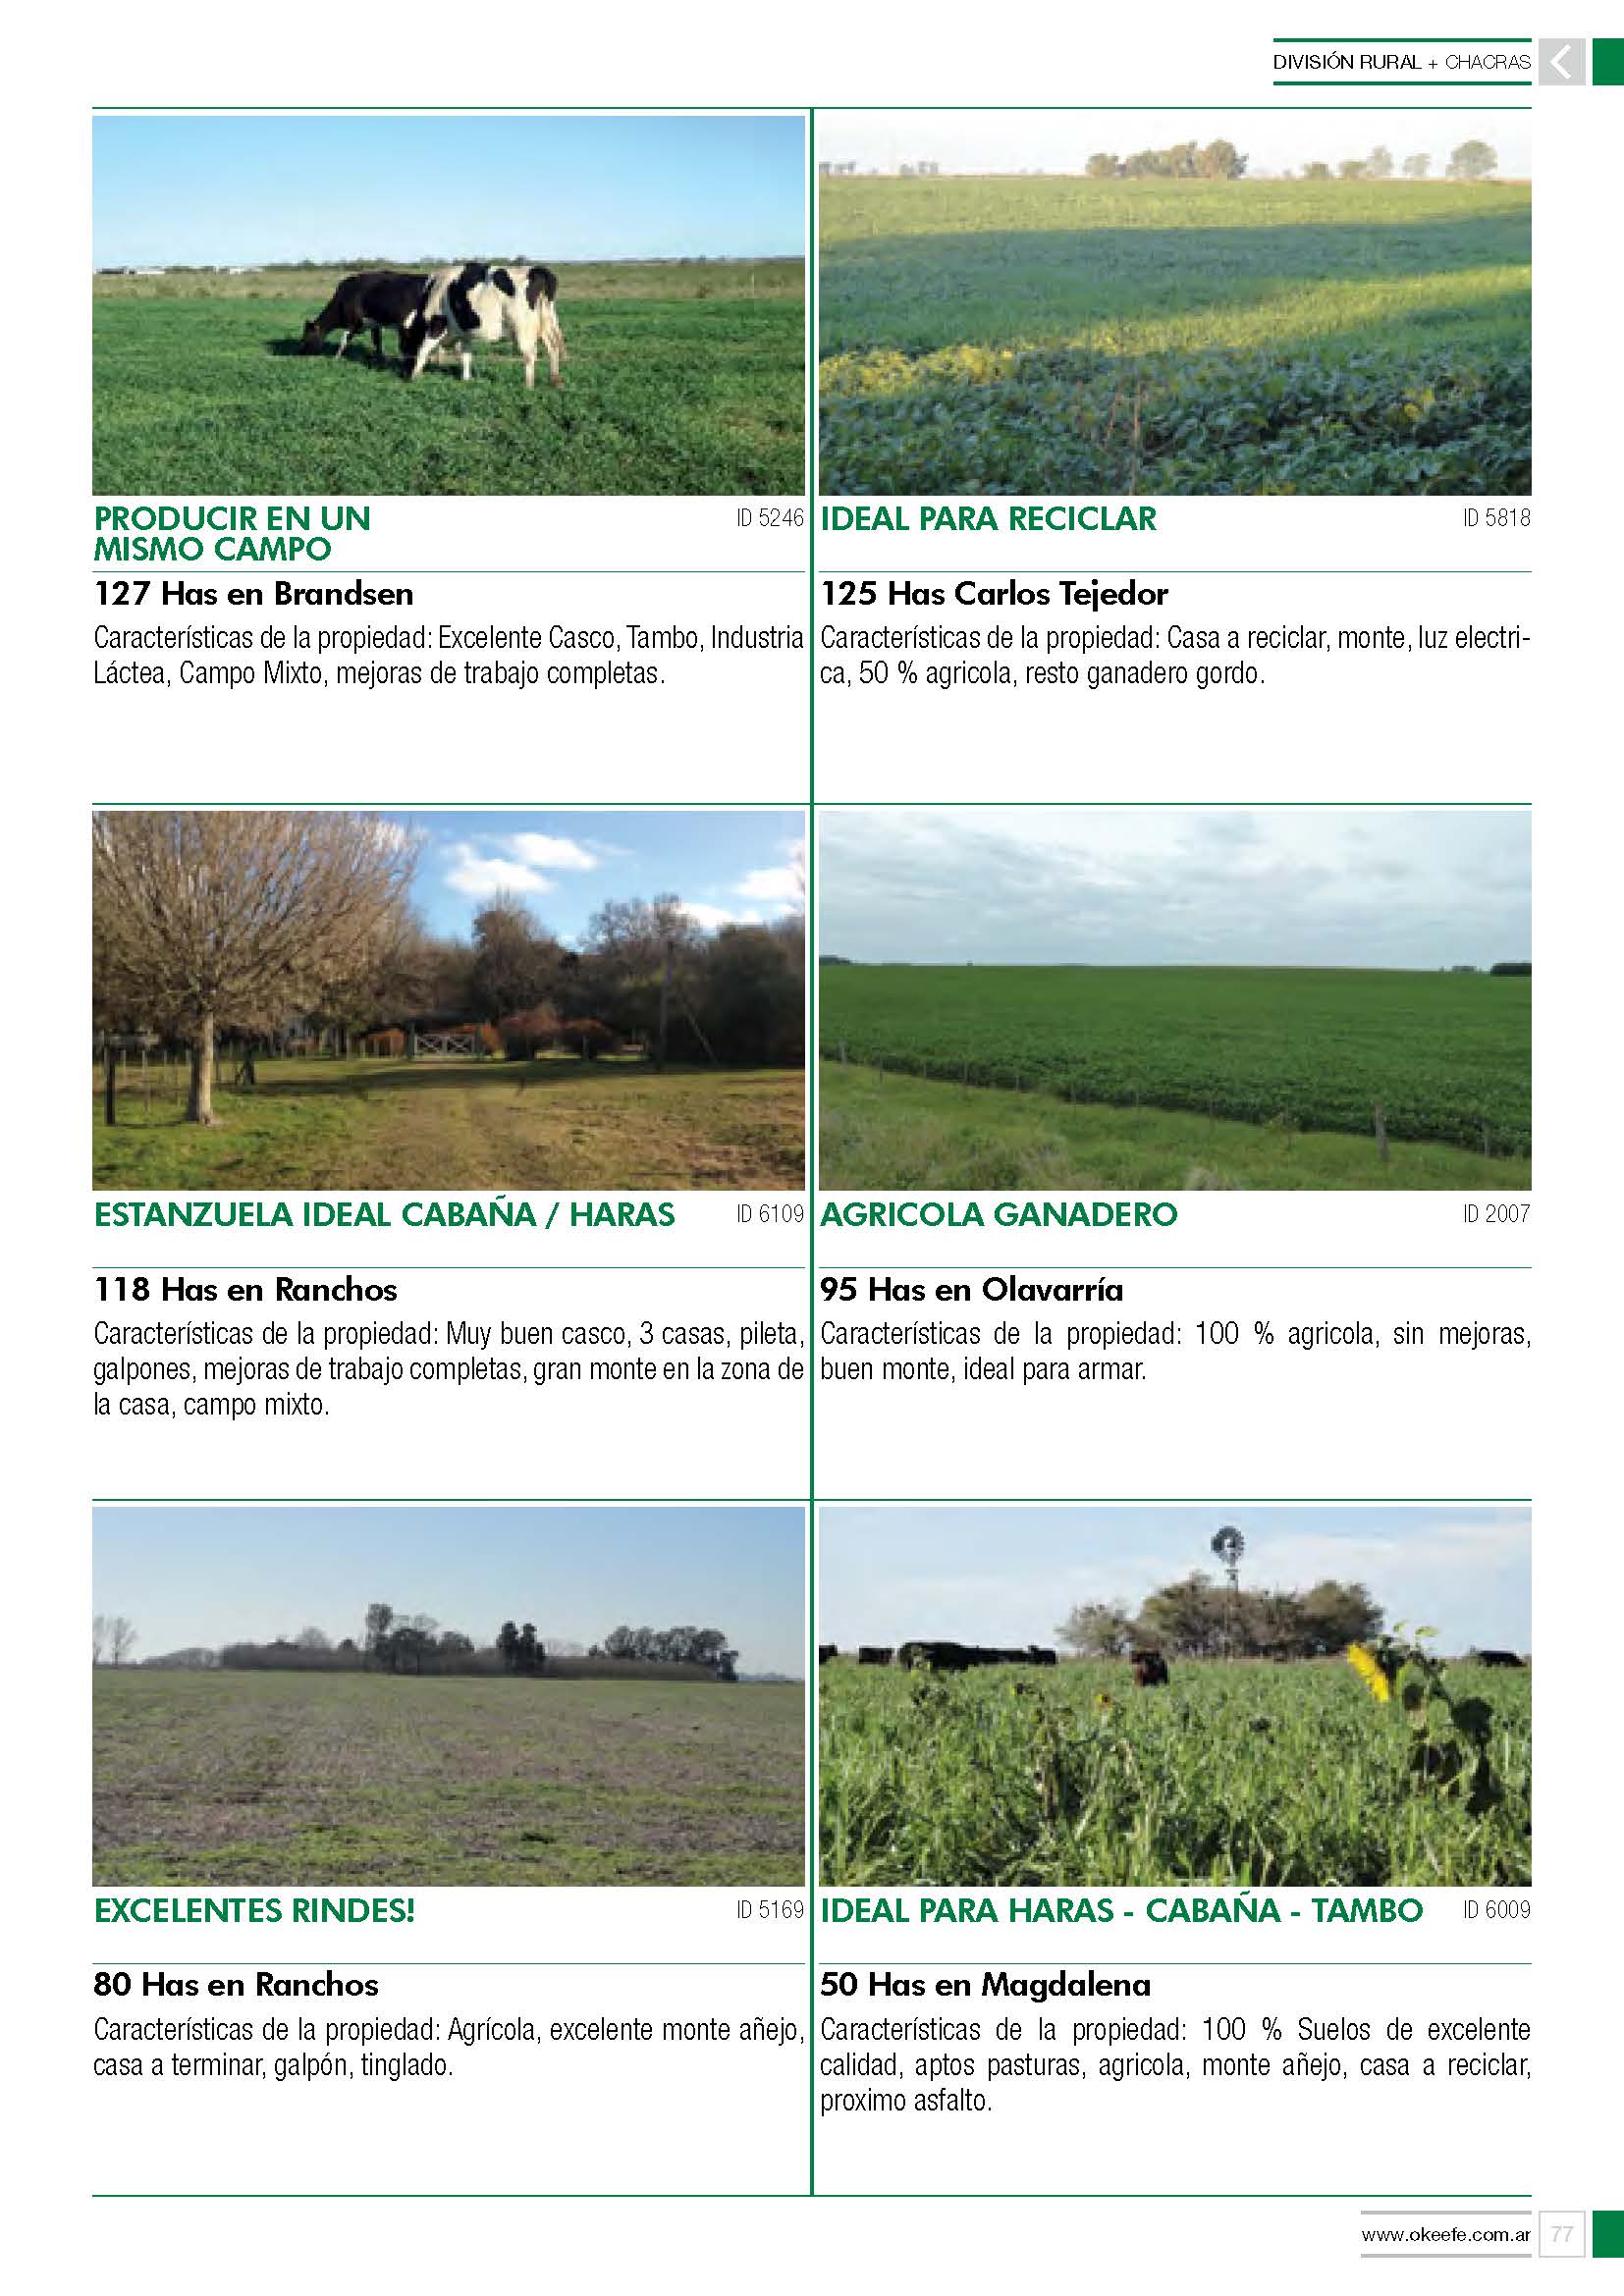 DIVISIÓN RURAL + CHACRAS
PRODUCIR EN UN
MISMO CAMPO
ID 5246
127 Has en Brandsen
Características de la propiedad: Excelente Casco, Tambo, Industria
Láctea, Campo Mixto, mejoras de trabajo completas.
IDEAL PARA RECICLAR
ID 5818
125 Has Carlos Tejedor
Características de la propiedad: Casa a reciclar, monte, luz electri-
ca, 50 % agricola, resto ganadero gordo.
ESTANZUELA IDEAL CABAÑA / HARAS
ID 6109
118 Has en Ranchos
Características de la propiedad: Muy buen casco, 3 casas, pileta,
galpones, mejoras de trabajo completas, gran monte en la zona de
la casa, campo mixto.
AGRICOLA GANADERO
ID 2007
95 Has en Olavarría
Características de la propiedad: 100 % agricola, sin mejoras,
buen monte, ideal para armar.
EXCELENTES RINDES!
ID 5169
80 Has en Ranchos
Características de la propiedad: Agrícola, excelente monte añejo,
casa a terminar, galpón, tinglado.
IDEAL PARA HARAS - CABAÑA - TAMBO
ID 6009
50 Has en Magdalena
Características de la propiedad: 100 % Suelos de excelente
calidad, aptos pasturas, agricola, monte añejo, casa a reciclar,
proximo asfalto.
www.okeefe.com.ar
77